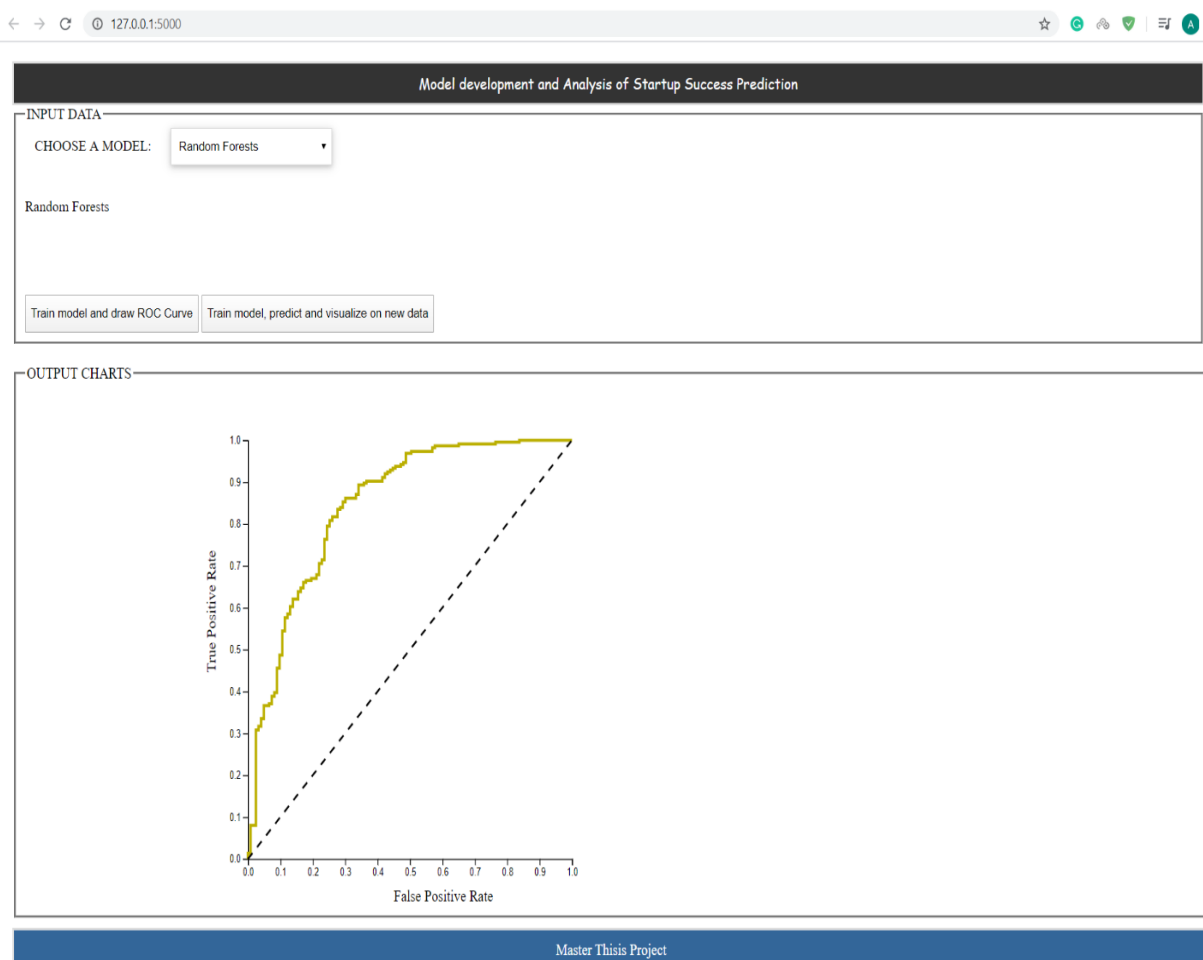 127.0.0.1:5000
A
Model development and Analysis of Startup Success Prediction
INPUT DATA
CHOOSE A MODEL: Random Forests
Random Forests
Train model and draw ROC Curve Train model, predict and visualize on new data
OUTPUT CHARTS
1.0
0.9
0.8
0.7
0.6
0.5
0.4
0.3
0.2
0.1
0.0
True Positive Rate
0.0 0.1 0.2 0.3 0.4 0.5 0.6 0.7 0.8 0.9 1.0
False Positive Rate
Master Thisis Project